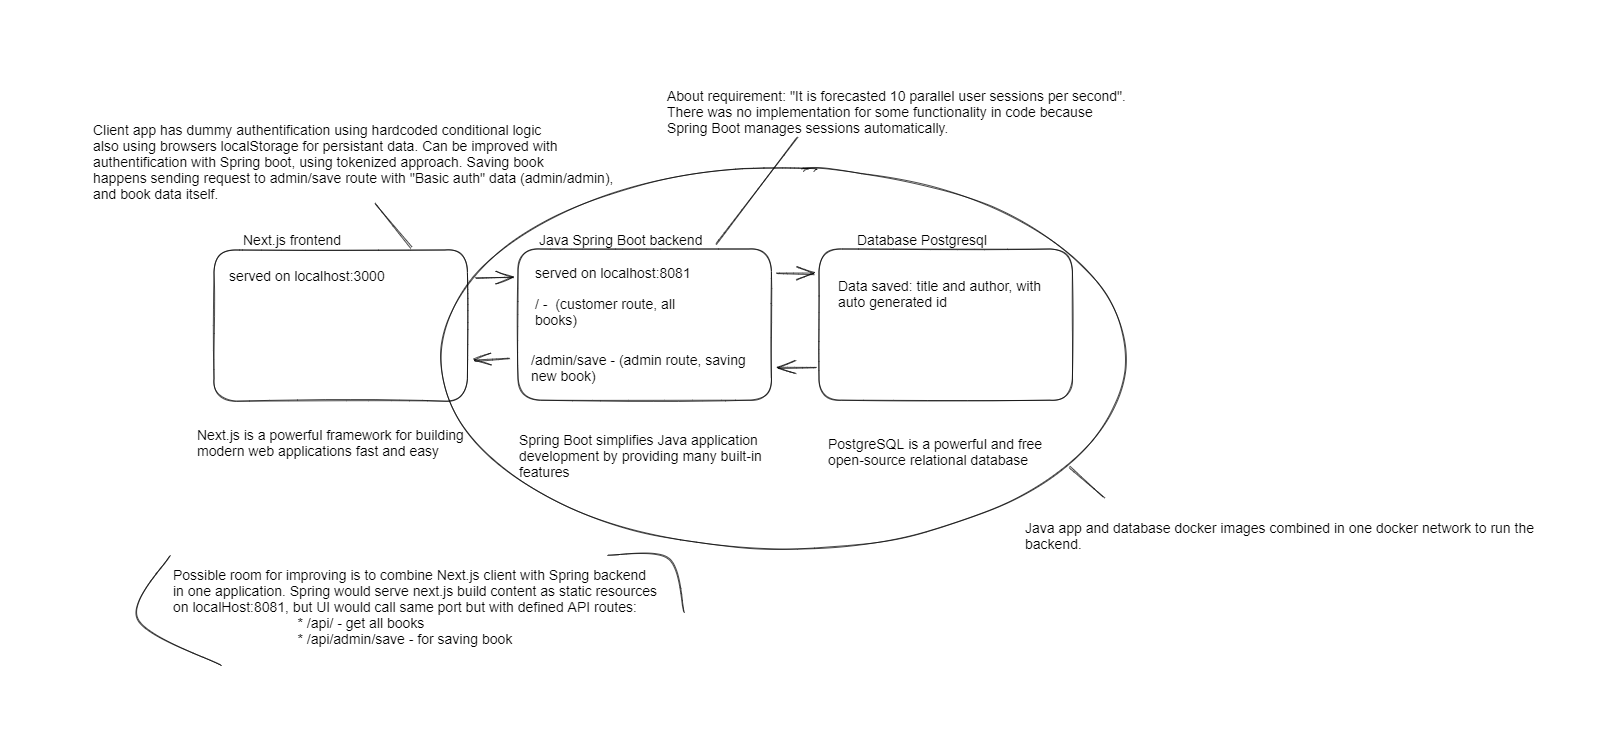 About requirement: "It is forecasted 10 parallel user sessions per second".
There was no implementation for some functionality in code because
Spring Boot manages sessions automatically.
Client app has dummy authentification using hardcoded conditional logic
also using browsers localStorage for persistant data. Can be improved with
authentification with Spring boot, using tokenized approach. Saving book
happens sending request to admin/save route with "Basic auth" data (admin/admin),
and book data itself.
Next.js frontend
served on localhost:3000
Java Spring Boot backend
served on localhost:8081
/ -  (customer route, all
books)
/admin/save - (admin route, saving
new book)
Database Postgresql
Data saved: title and author, with
auto generated id
Next.js is a powerful framework for building
modern web applications fast and easy
Spring Boot simplifies Java application
development by providing many built-in
features
PostgreSQL is a powerful and free
open-source relational database
Java app and database docker images combined in one docker network to run the
backend.
Possible room for improving is to combine Next.js client with Spring backend
in one application. Spring would serve next.js build content as static resources
on localHost:8081, but UI would call same port but with defined API routes:
* /api/ - get all books
* /api/admin/save - for saving book